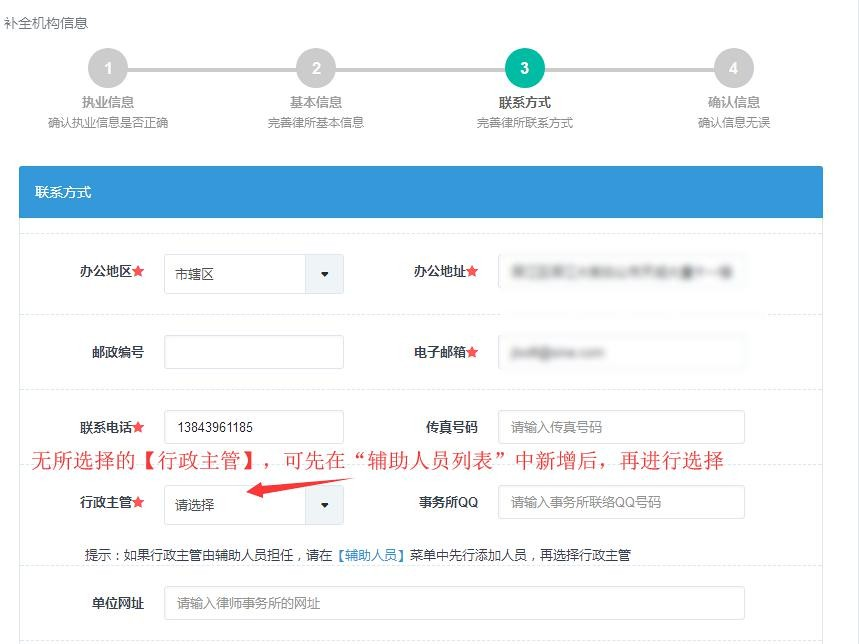 补全机构信息
1 2 3 4
执业信息 基本信息 联系方式 确认信息
确认执业信息是否正确 完善律所基本信息 完善律所联系方式 确认信息无误
联系方式
办公地区★ 市辖区 办公地址★
邮政编号 电子邮箱★
联系电话★ 13843961185 传真号码 请输入传真号码
无所选择的【行政主管】，可先在“辅助人员列表”中新增后，再进行选择
行政主管★ 请选择 事务所QQ 请输入事务所联络QQ号码
提示：如果行政主管由辅助人员担任，请在【辅助人员】菜单中先行添加人员，再选择行政主管
单位网址 请输入律师事务所的网址